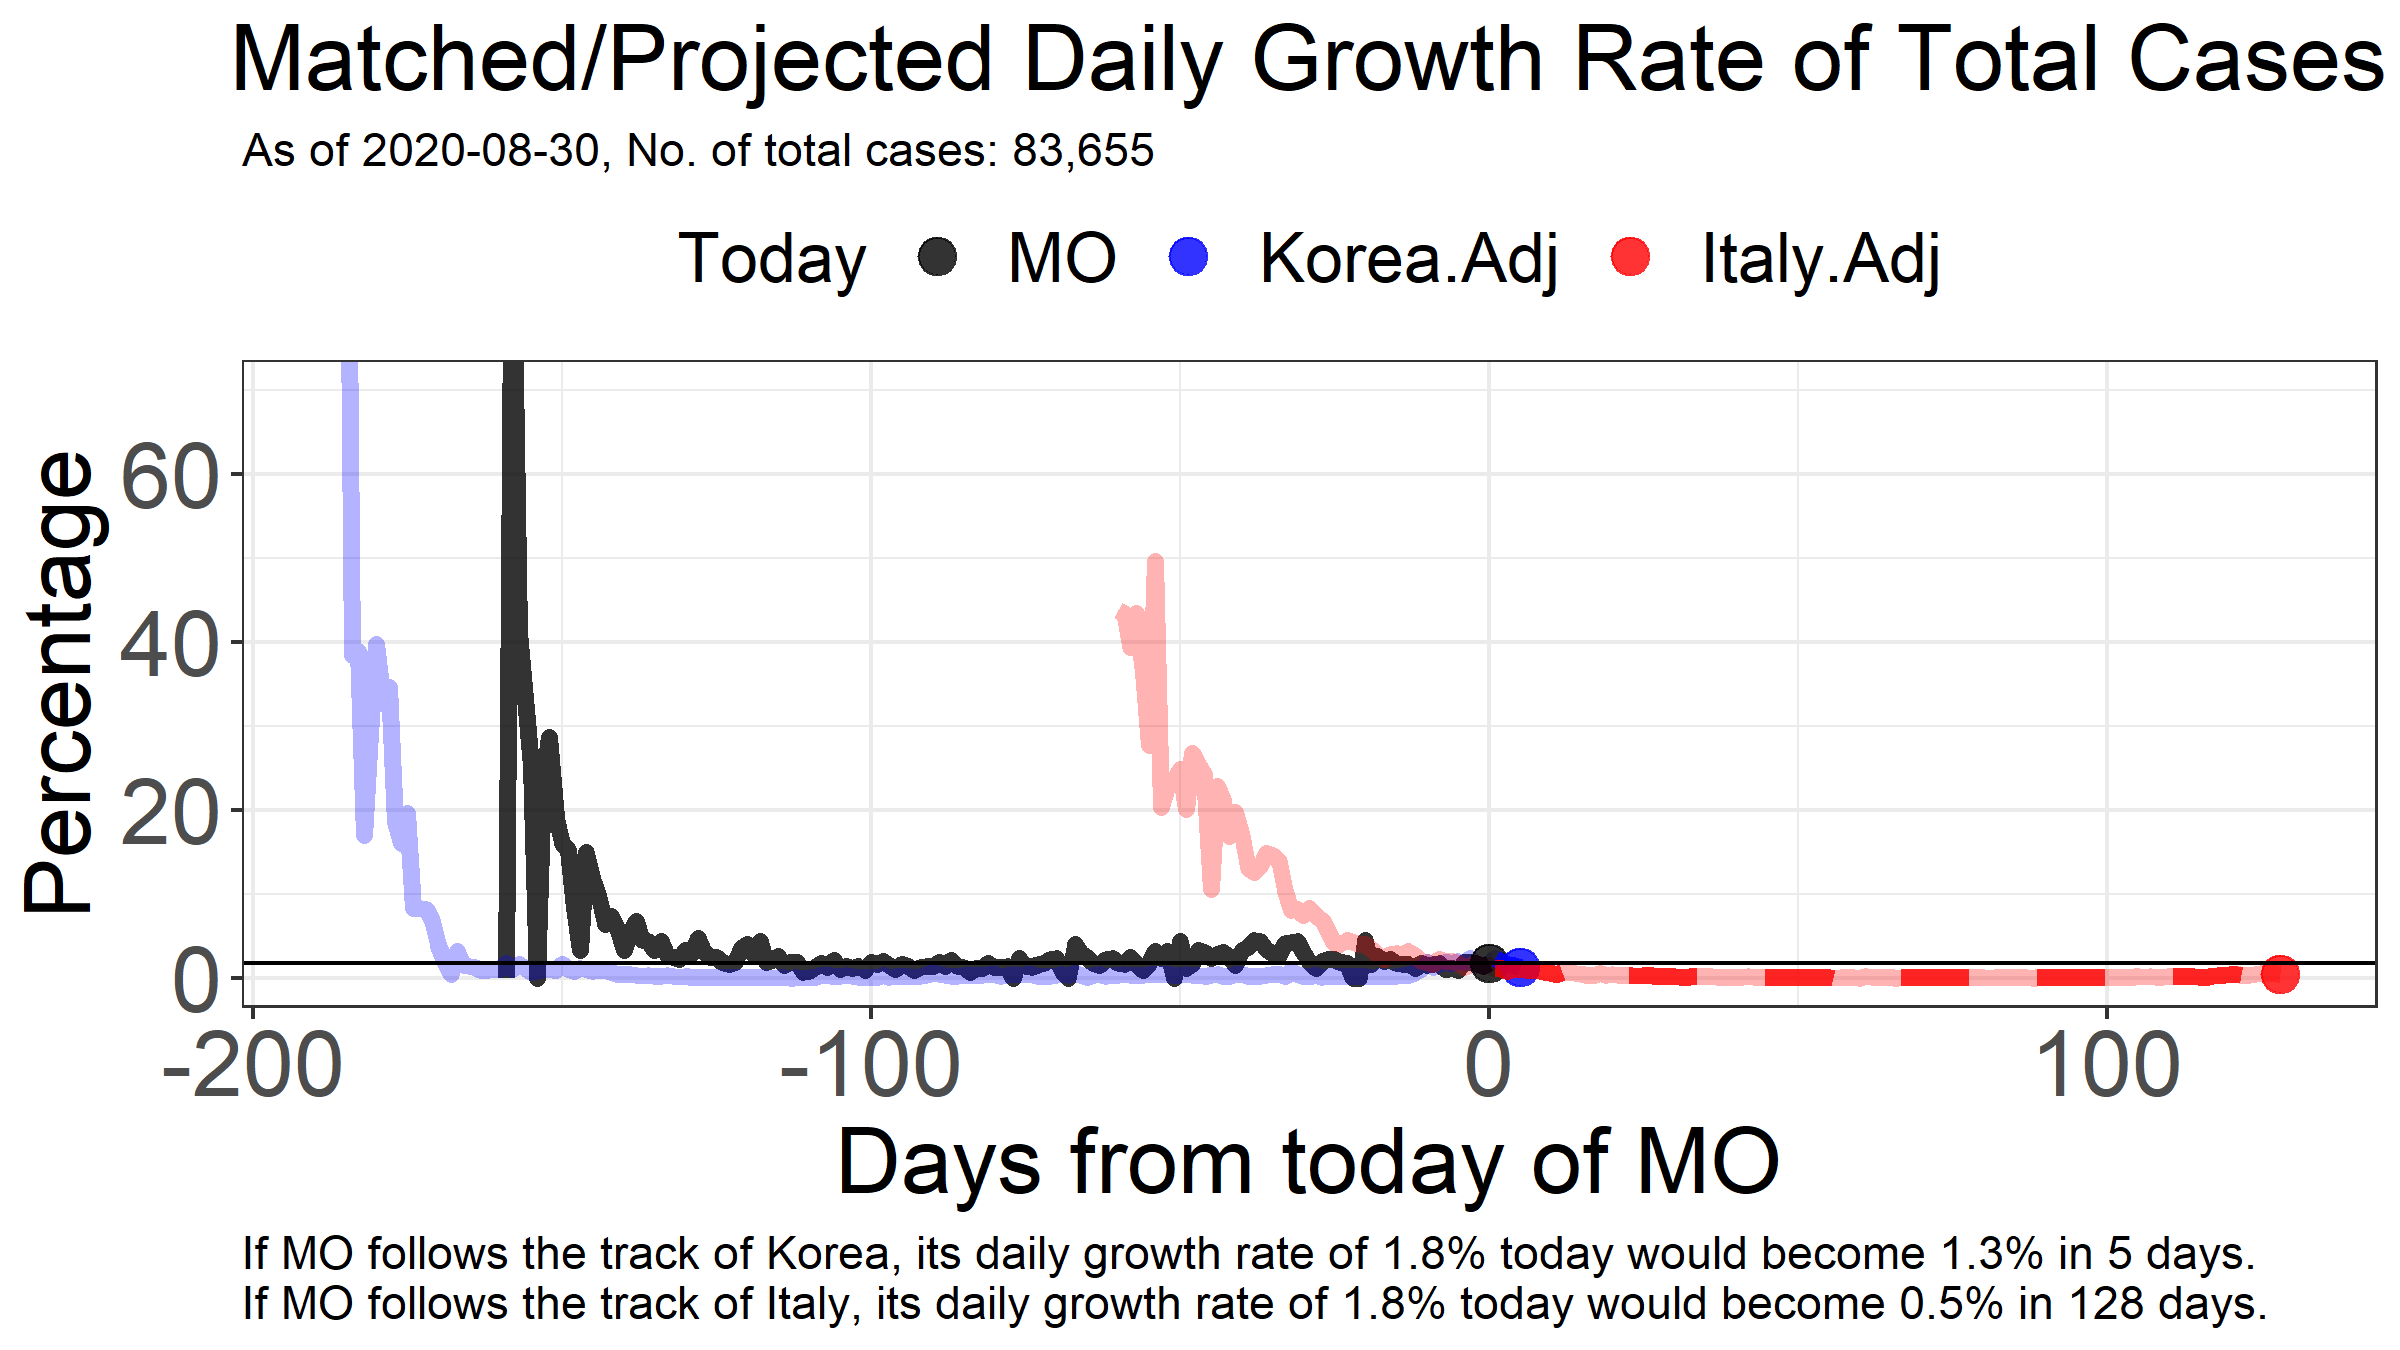 Matched/Projected Daily Growth Rate of Total Cases
As of 2020-08-30, No. of total cases: 83,655
Today MO Korea.Adj Italy.Adj
Percentage
60
40
20
0
-200 -100 0 100
Days from today of MO
If MO follows the track of Korea, its daily growth rate of 1.8% today would become 1.3% in 5 days.
If MO follows the track of Italy, its daily growth rate of 1.8% today would become 0.5% in 128 days.